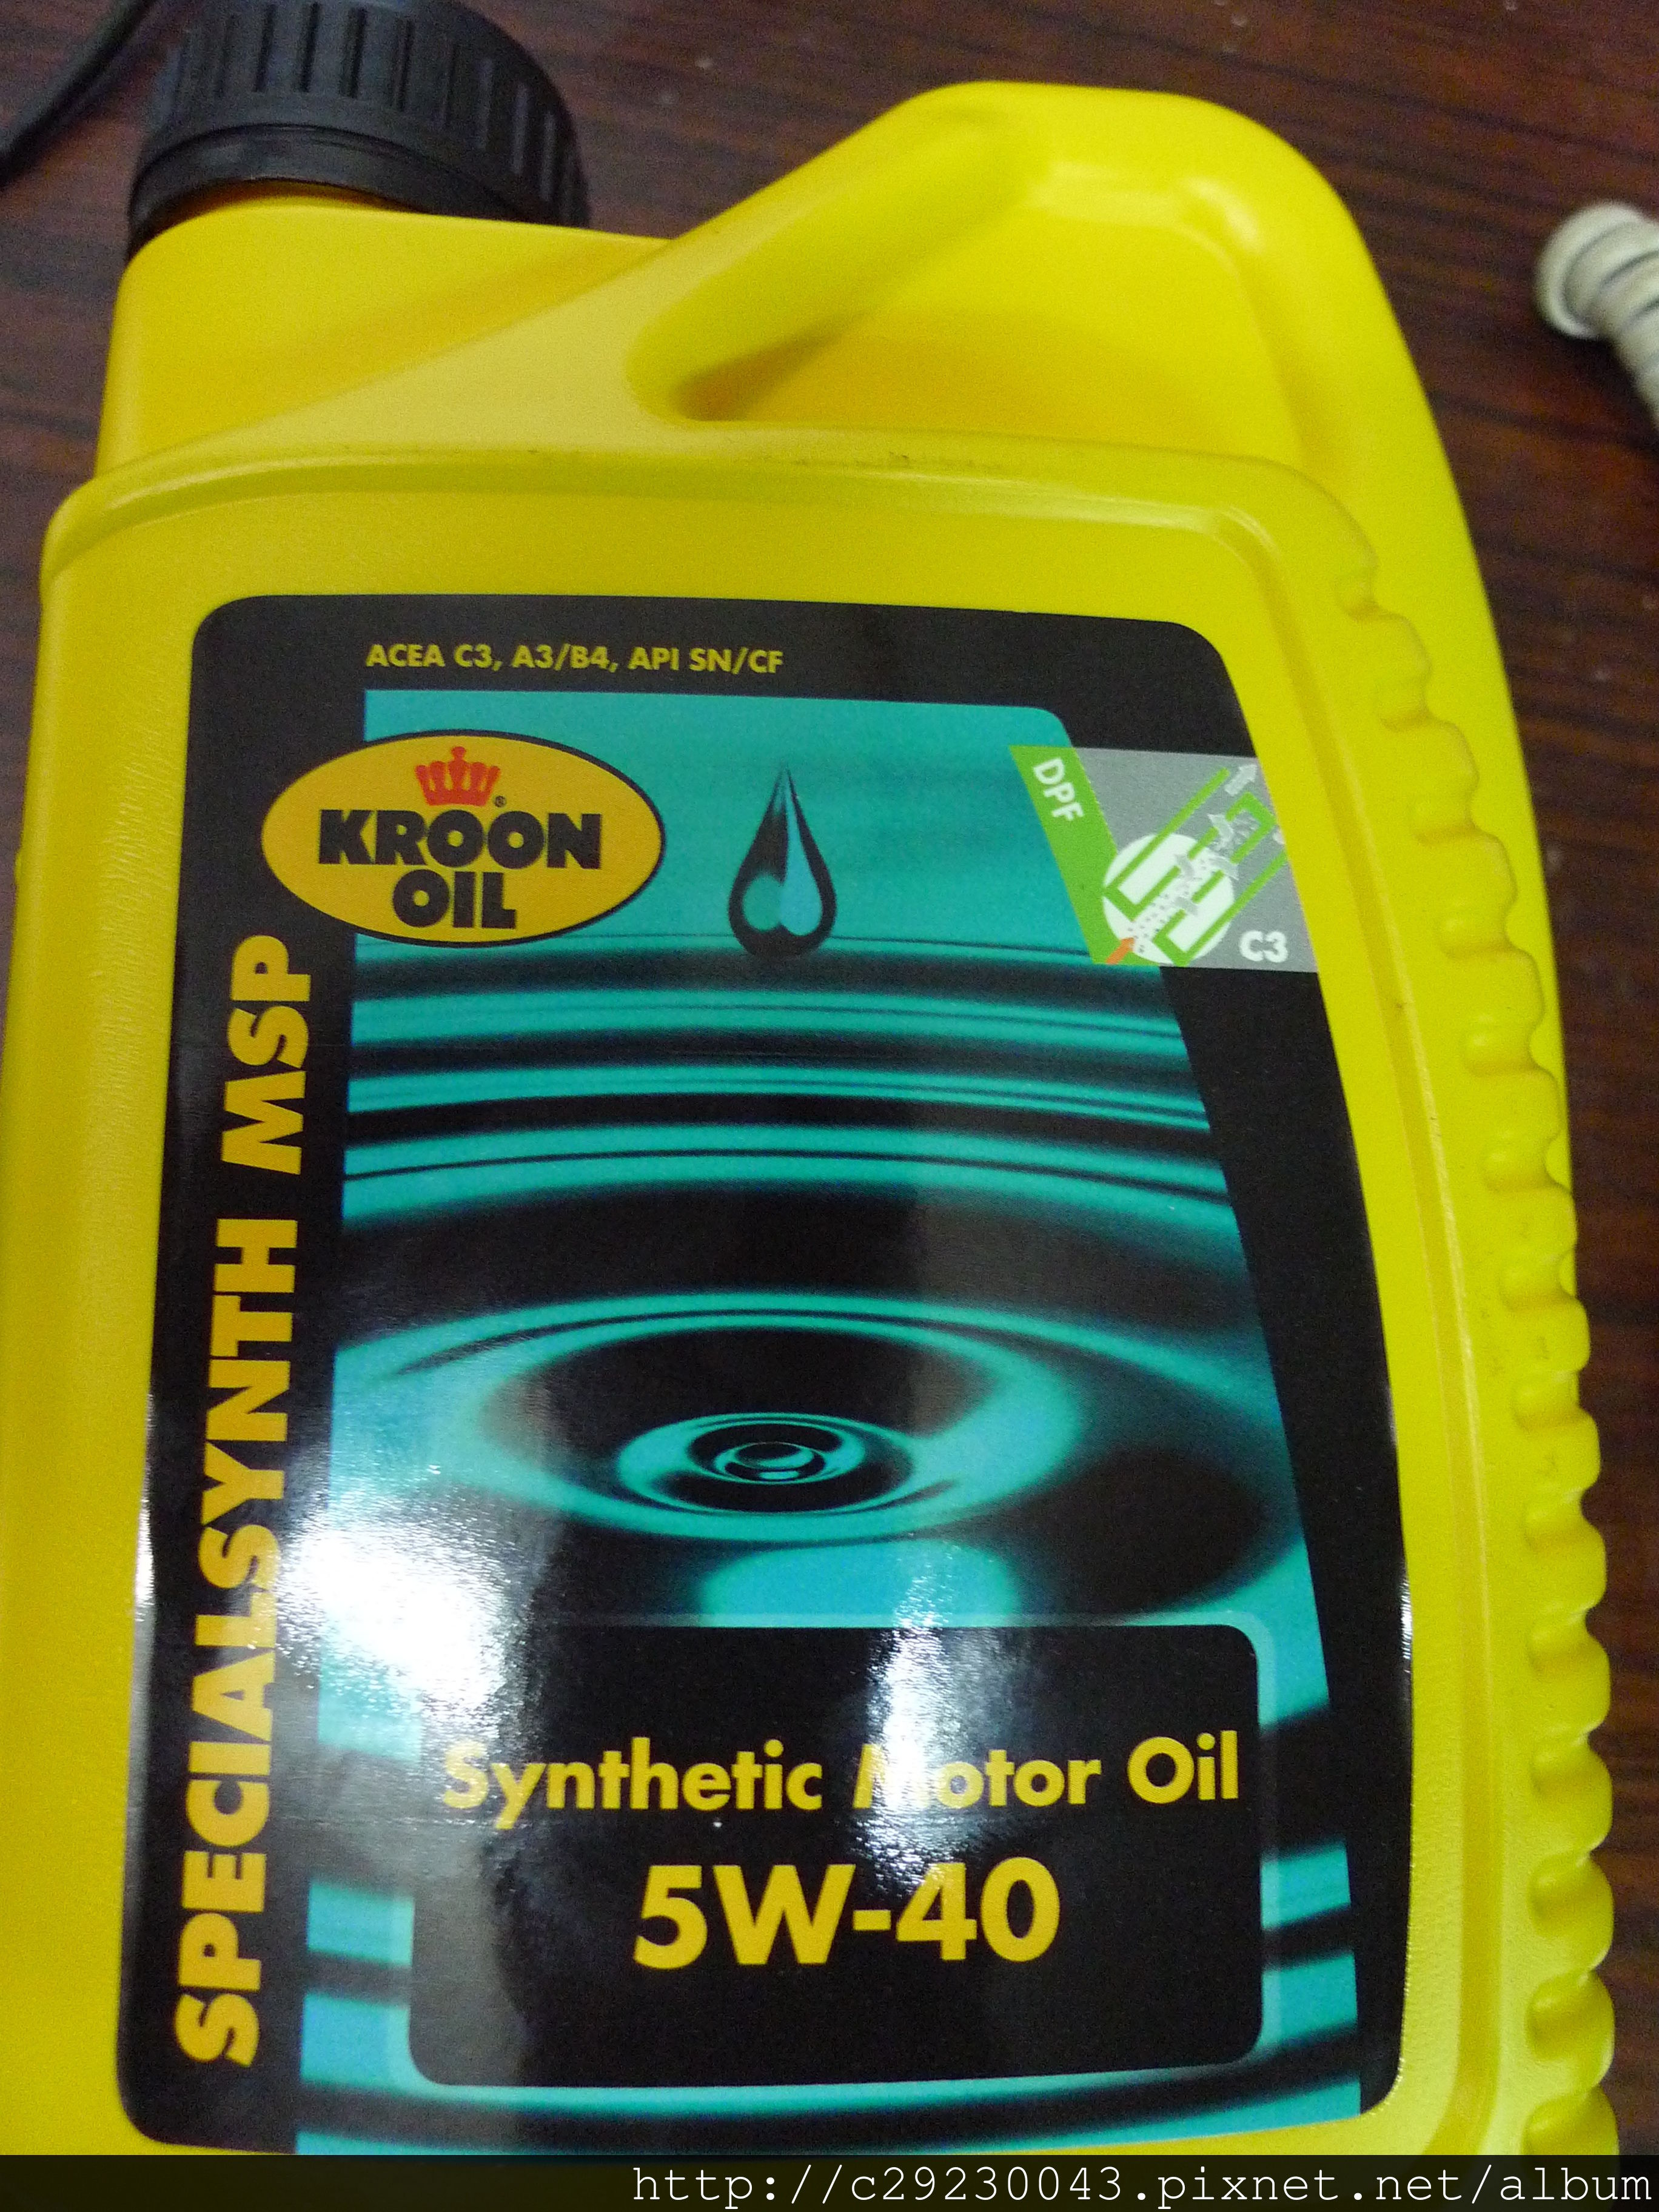 ACEA C3, A3/B4, API SN/CF
KROON
OIL
DPF
C3
SPECIALSYNTH MSP
Synthetic Motor Oil
5W-40
http://c29230043.pixnet.net/album